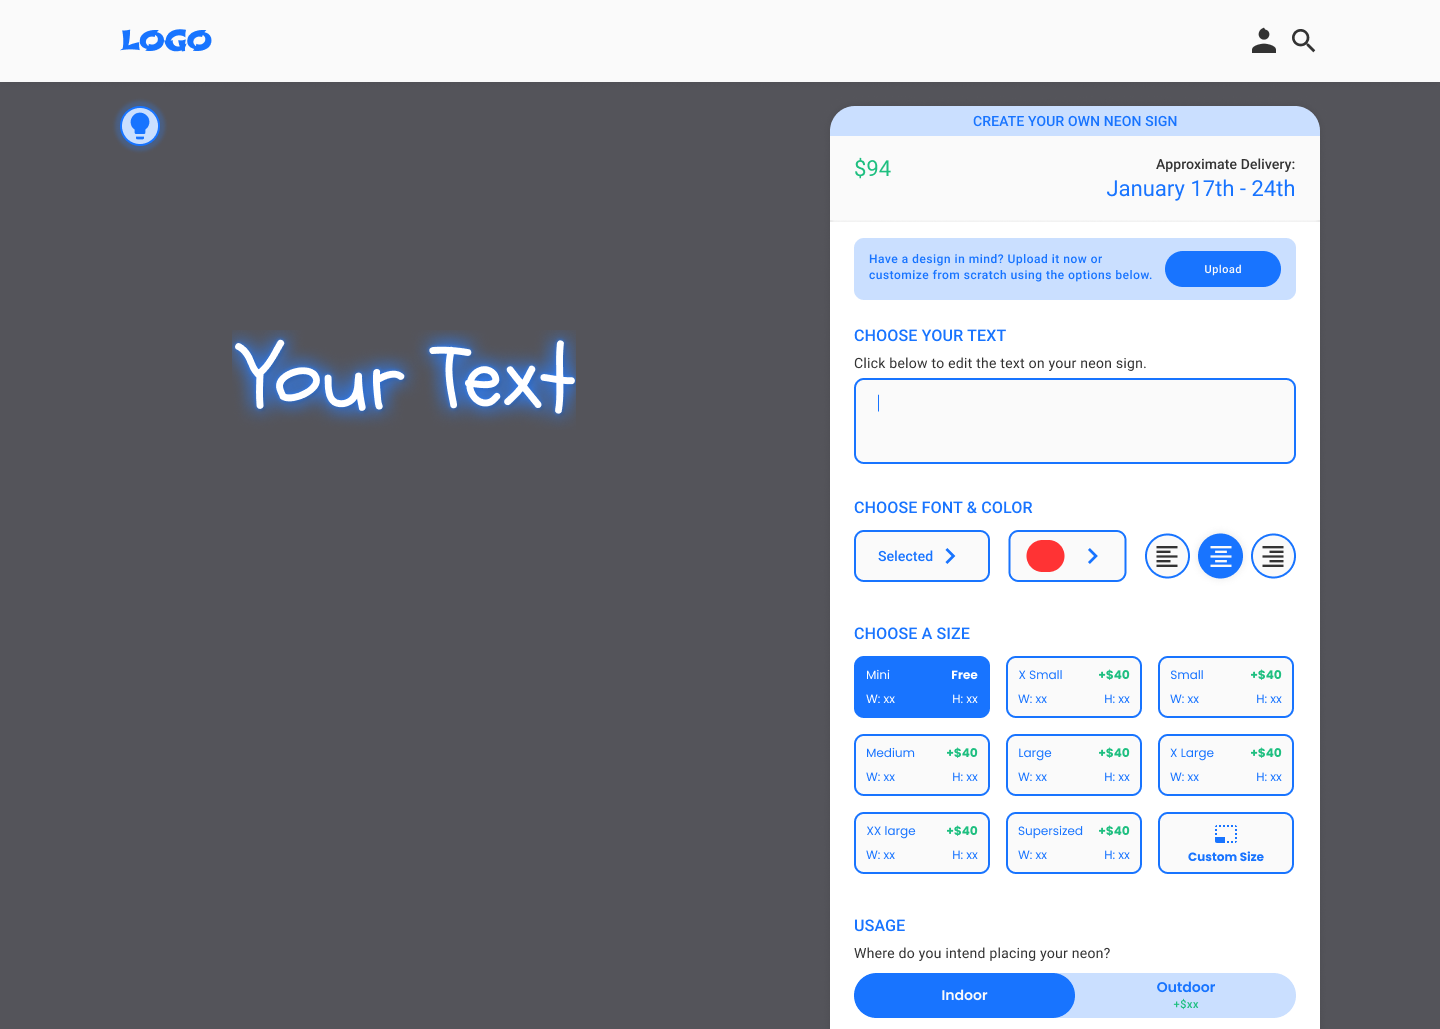 LOGO
CREATE YOUR OWN NEON SIGN
$94
Approximate Delivery:
January 17th - 24th
Have a design in mind? Upload it now or
customize from scratch using the options below.
Upload
Your Text
CHOOSE YOUR TEXT
Click below to edit the text on your neon sign.
CHOOSE FONT & COLOR
Selected
CHOOSE A SIZE
Mini Free
W: xx H: xx
X Small +$40
W: xx H: xx
Small +$40
W: xx H: xx
Medium +$40
W: xx H: xx
Large +$40
W: xx H: xx
X Large +$40
W: xx H: xx
XX large +$40
W: xx H: xx
Supersized +$40
W: xx H: xx
Custom Size
USAGE
Where do you intend placing your neon?
Indoor
Outdoor
+$xx